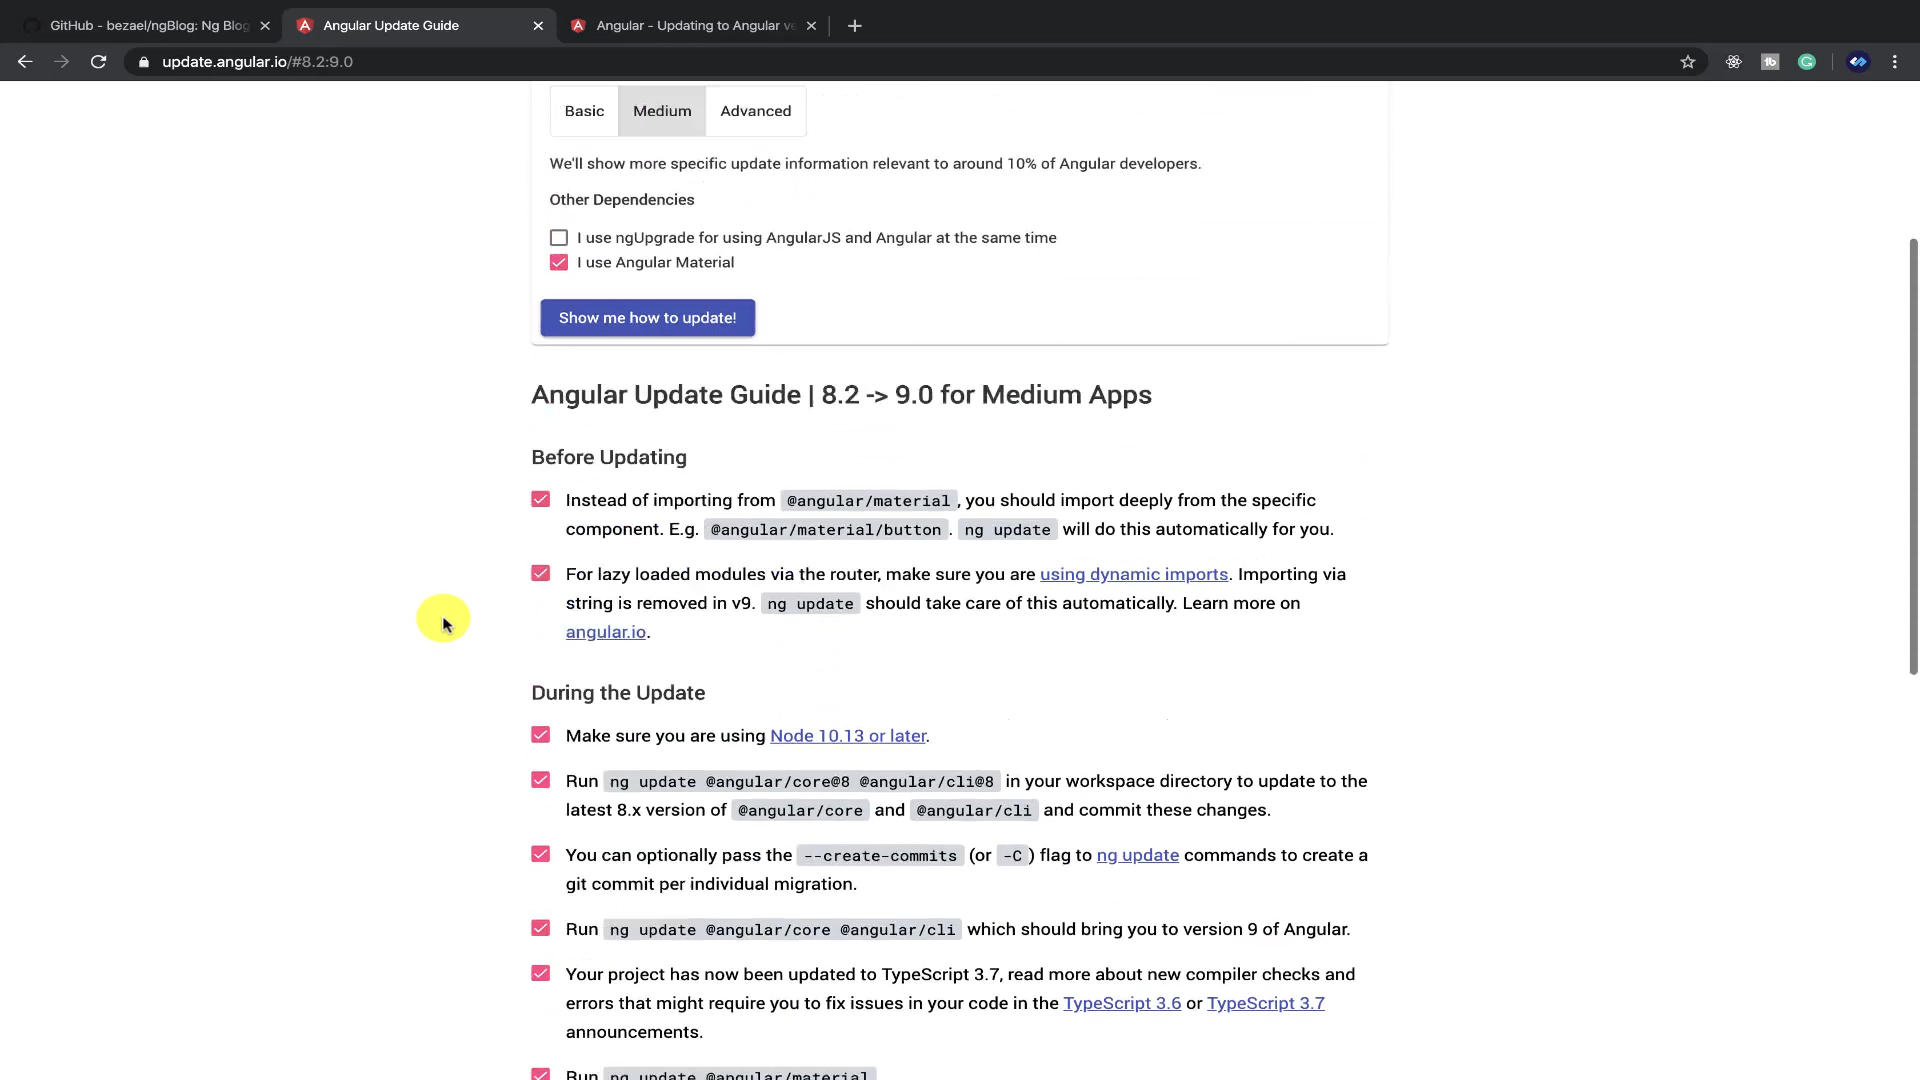 GitHub - bezael/ngBlog: Ng Blog
Angular Update Guide
Angular - Updating to Angular ve
update.angular.io/#8.2:9.0
Basic Medium Advanced
We'll show more specific update information relevant to around 10% of Angular developers.
Other Dependencies
I use ngUpgrade for using AngularJS and Angular at the same time
I use Angular Material
Show me how to update!
Angular Update Guide | 8.2 -> 9.0 for Medium Apps
Before Updating
Instead of importing from @angular/material, you should import deeply from the specific
component. E.g. @angular/material/button. ng update will do this automatically for you.
For lazy loaded modules via the router, make sure you are using dynamic imports. Importing via
string is removed in v9. ng update should take care of this automatically. Learn more on
angular.io.
During the Update
Make sure you are using Node 10.13 or later.
Run ng update @angular/core@8 @angular/cli@8 in your workspace directory to update to the
latest 8.x version of @angular/core and @angular/cli and commit these changes.
You can optionally pass the --create-commits (or -C) flag to ng update commands to create a
git commit per individual migration.
Run ng update @angular/core @angular/cli which should bring you to version 9 of Angular.
Your project has now been updated to TypeScript 3.7, read more about new compiler checks and
errors that might require you to fix issues in your code in the TypeScript 3.6 or TypeScript 3.7
announcements.
Run ng update @angular/material